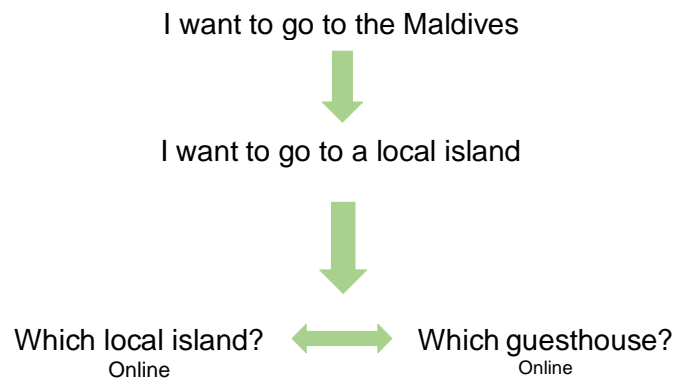 I want to go to the Maldives
I want to go to a local island
Which local island? Which guesthouse?
Online Online